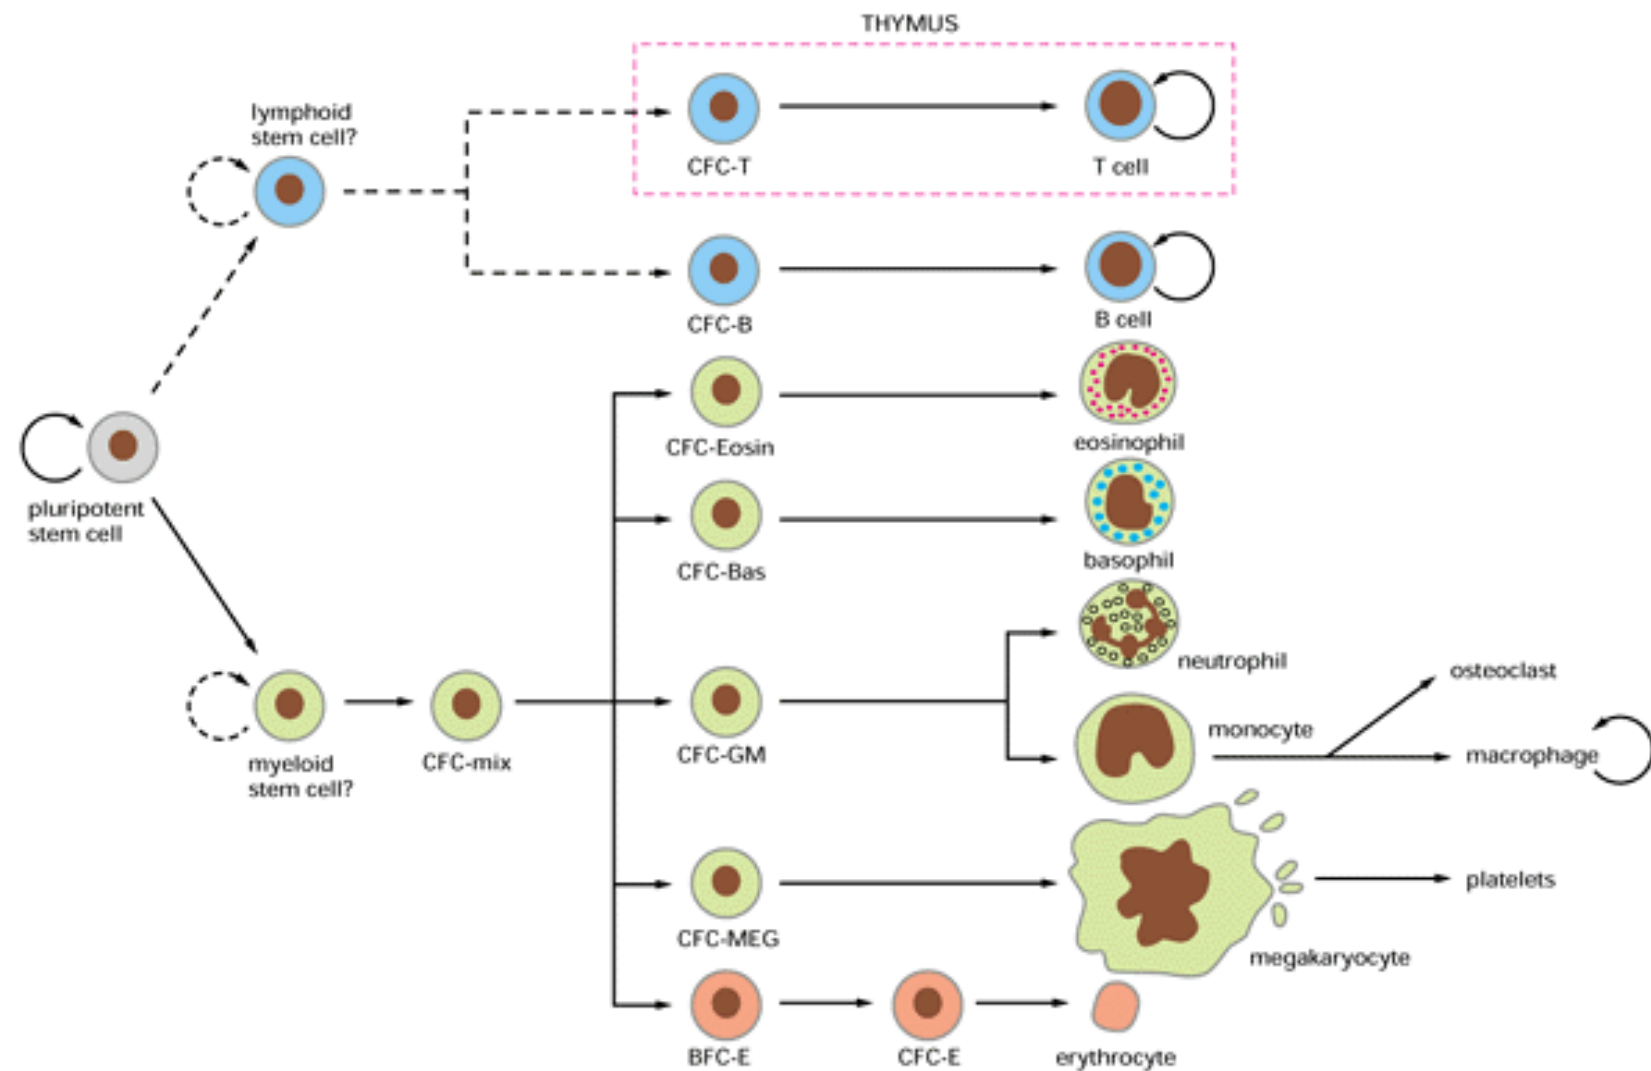 THYMUS
lymphoid
stem cell?
CFC-T
T cell
CFC-B
B cell
CFC-Eosin
eosinophil
pluripotent
stem cell
CFC-Bas
basophil
neutrophil
osteoclast
myeloid
stem cell?
CFC-mix
CFC-GM
monocyte
macrophage
CFC-MEG
megakaryocyte
platelets
BFC-E
CFC-E
erythrocyte